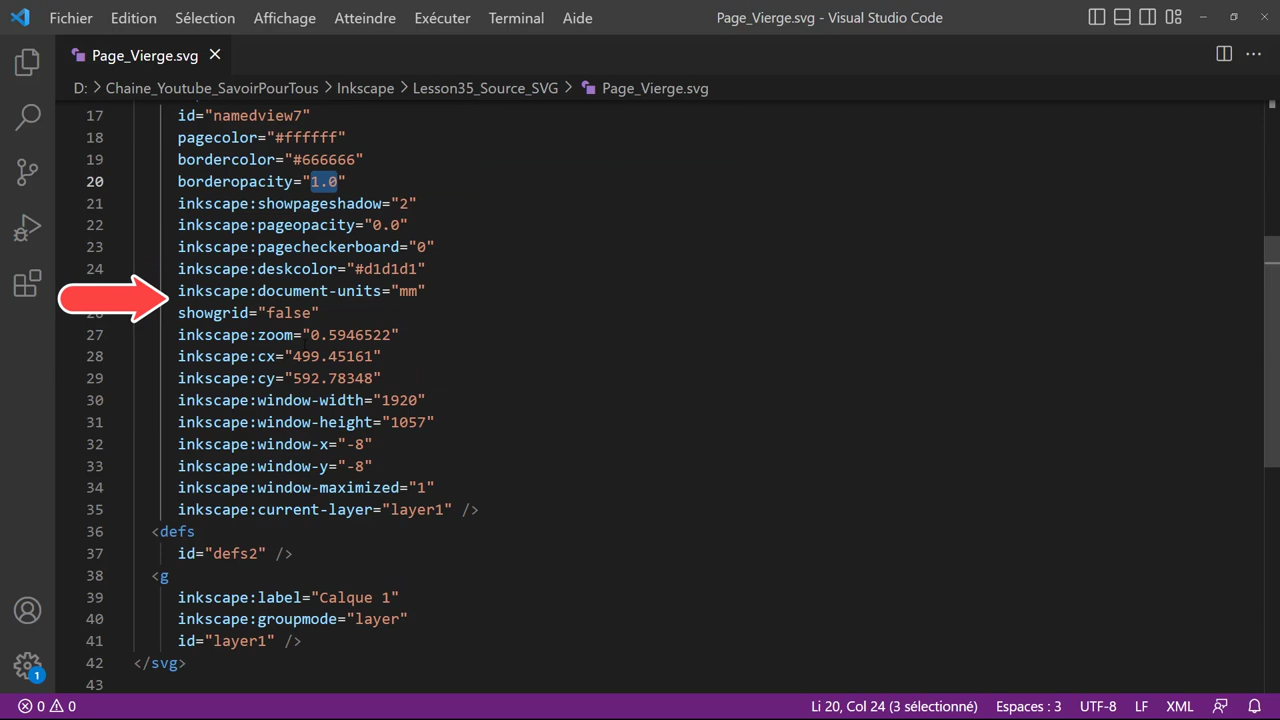 Fichier Edition Sélection Affichage Atteindre Exécuter Terminal Aide Page_Vierge.svg - Visual Studio Code
Page_Vierge.svg
D: > Chaine_Youtube_SavoirPourTous > Inkscape > Lesson35_Source_SVG > Page_Vierge.svg
17 id="namedview7"
18 pagecolor="#ffffff"
19 bordercolor="#666666"
20 borderopacity="1.0"
21 inkscape:showpageshadow="2"
22 inkscape:pageopacity="0.0"
23 inkscape:pagecheckerboard="0"
24 inkscape:deskcolor="#d1d1d1"
inkscape:document-units="mm"
showgrid="false"
27 inkscape:zoom="0.5946522"
28 inkscape:cx="499.45161"
29 inkscape:cy="592.78348"
30 inkscape:window-width="1920"
31 inkscape:window-height="1057"
32 inkscape:window-x="-8"
33 inkscape:window-y="-8"
34 inkscape:window-maximized="1"
35 inkscape:current-layer="layer1" />
36 <defs
37 id="defs2" />
38 <g
39 inkscape:label="Calque 1"
40 inkscape:groupmode="layer"
41 id="layer1" />
42 </svg>
43
1
0 0 Li 20, Col 24 (3 sélectionné) Espaces : 3 UTF-8 LF XML